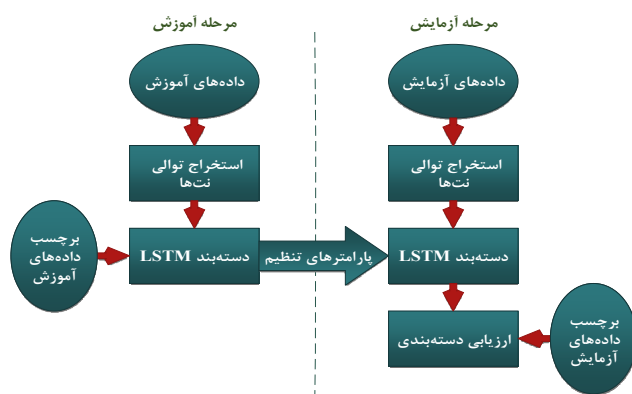 مرحله آموزش
داده‌های آموزش
استخراج توالی
نت‌ها
دسته‌بند LSTM
برچسب
داده‌های
آموزش
پارامترهای تنظیم
مرحله آزمایش
داده‌های آزمایش
استخراج توالی
نت‌ها
دسته‌بند LSTM
ارزیابی دسته‌بندی
برچسب
داده‌های
آزمایش